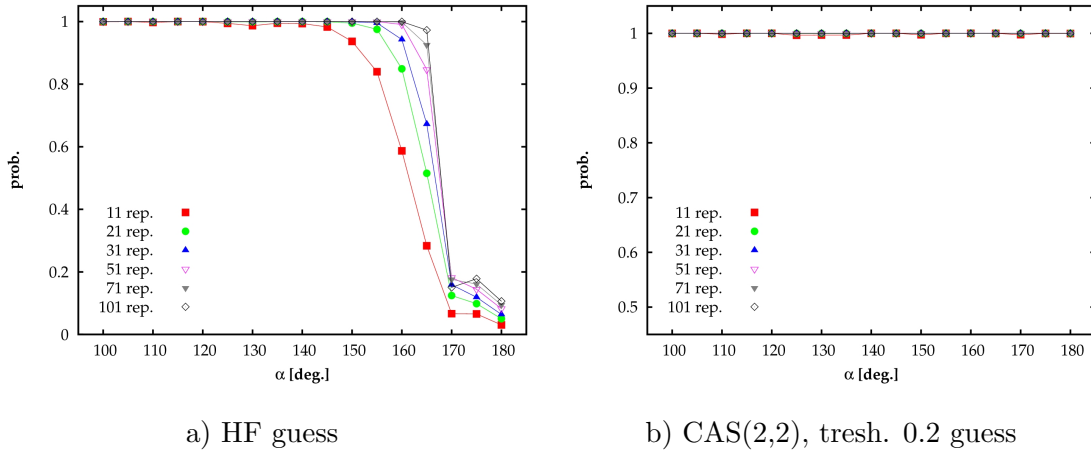 1
0.8
0.6
0.4
0.2
0
prob.
11 rep.
21 rep.
31 rep.
51 rep.
71 rep.
101 rep.
100 110 120 130 140 150 160 170 180
α [deg.]
a) HF guess
1
0.9
0.8
0.7
0.6
0.5
prob.
11 rep.
21 rep.
31 rep.
51 rep.
71 rep.
101 rep.
100 110 120 130 140 150 160 170 180
α [deg.]
b) CAS(2,2), tresh. 0.2 guess